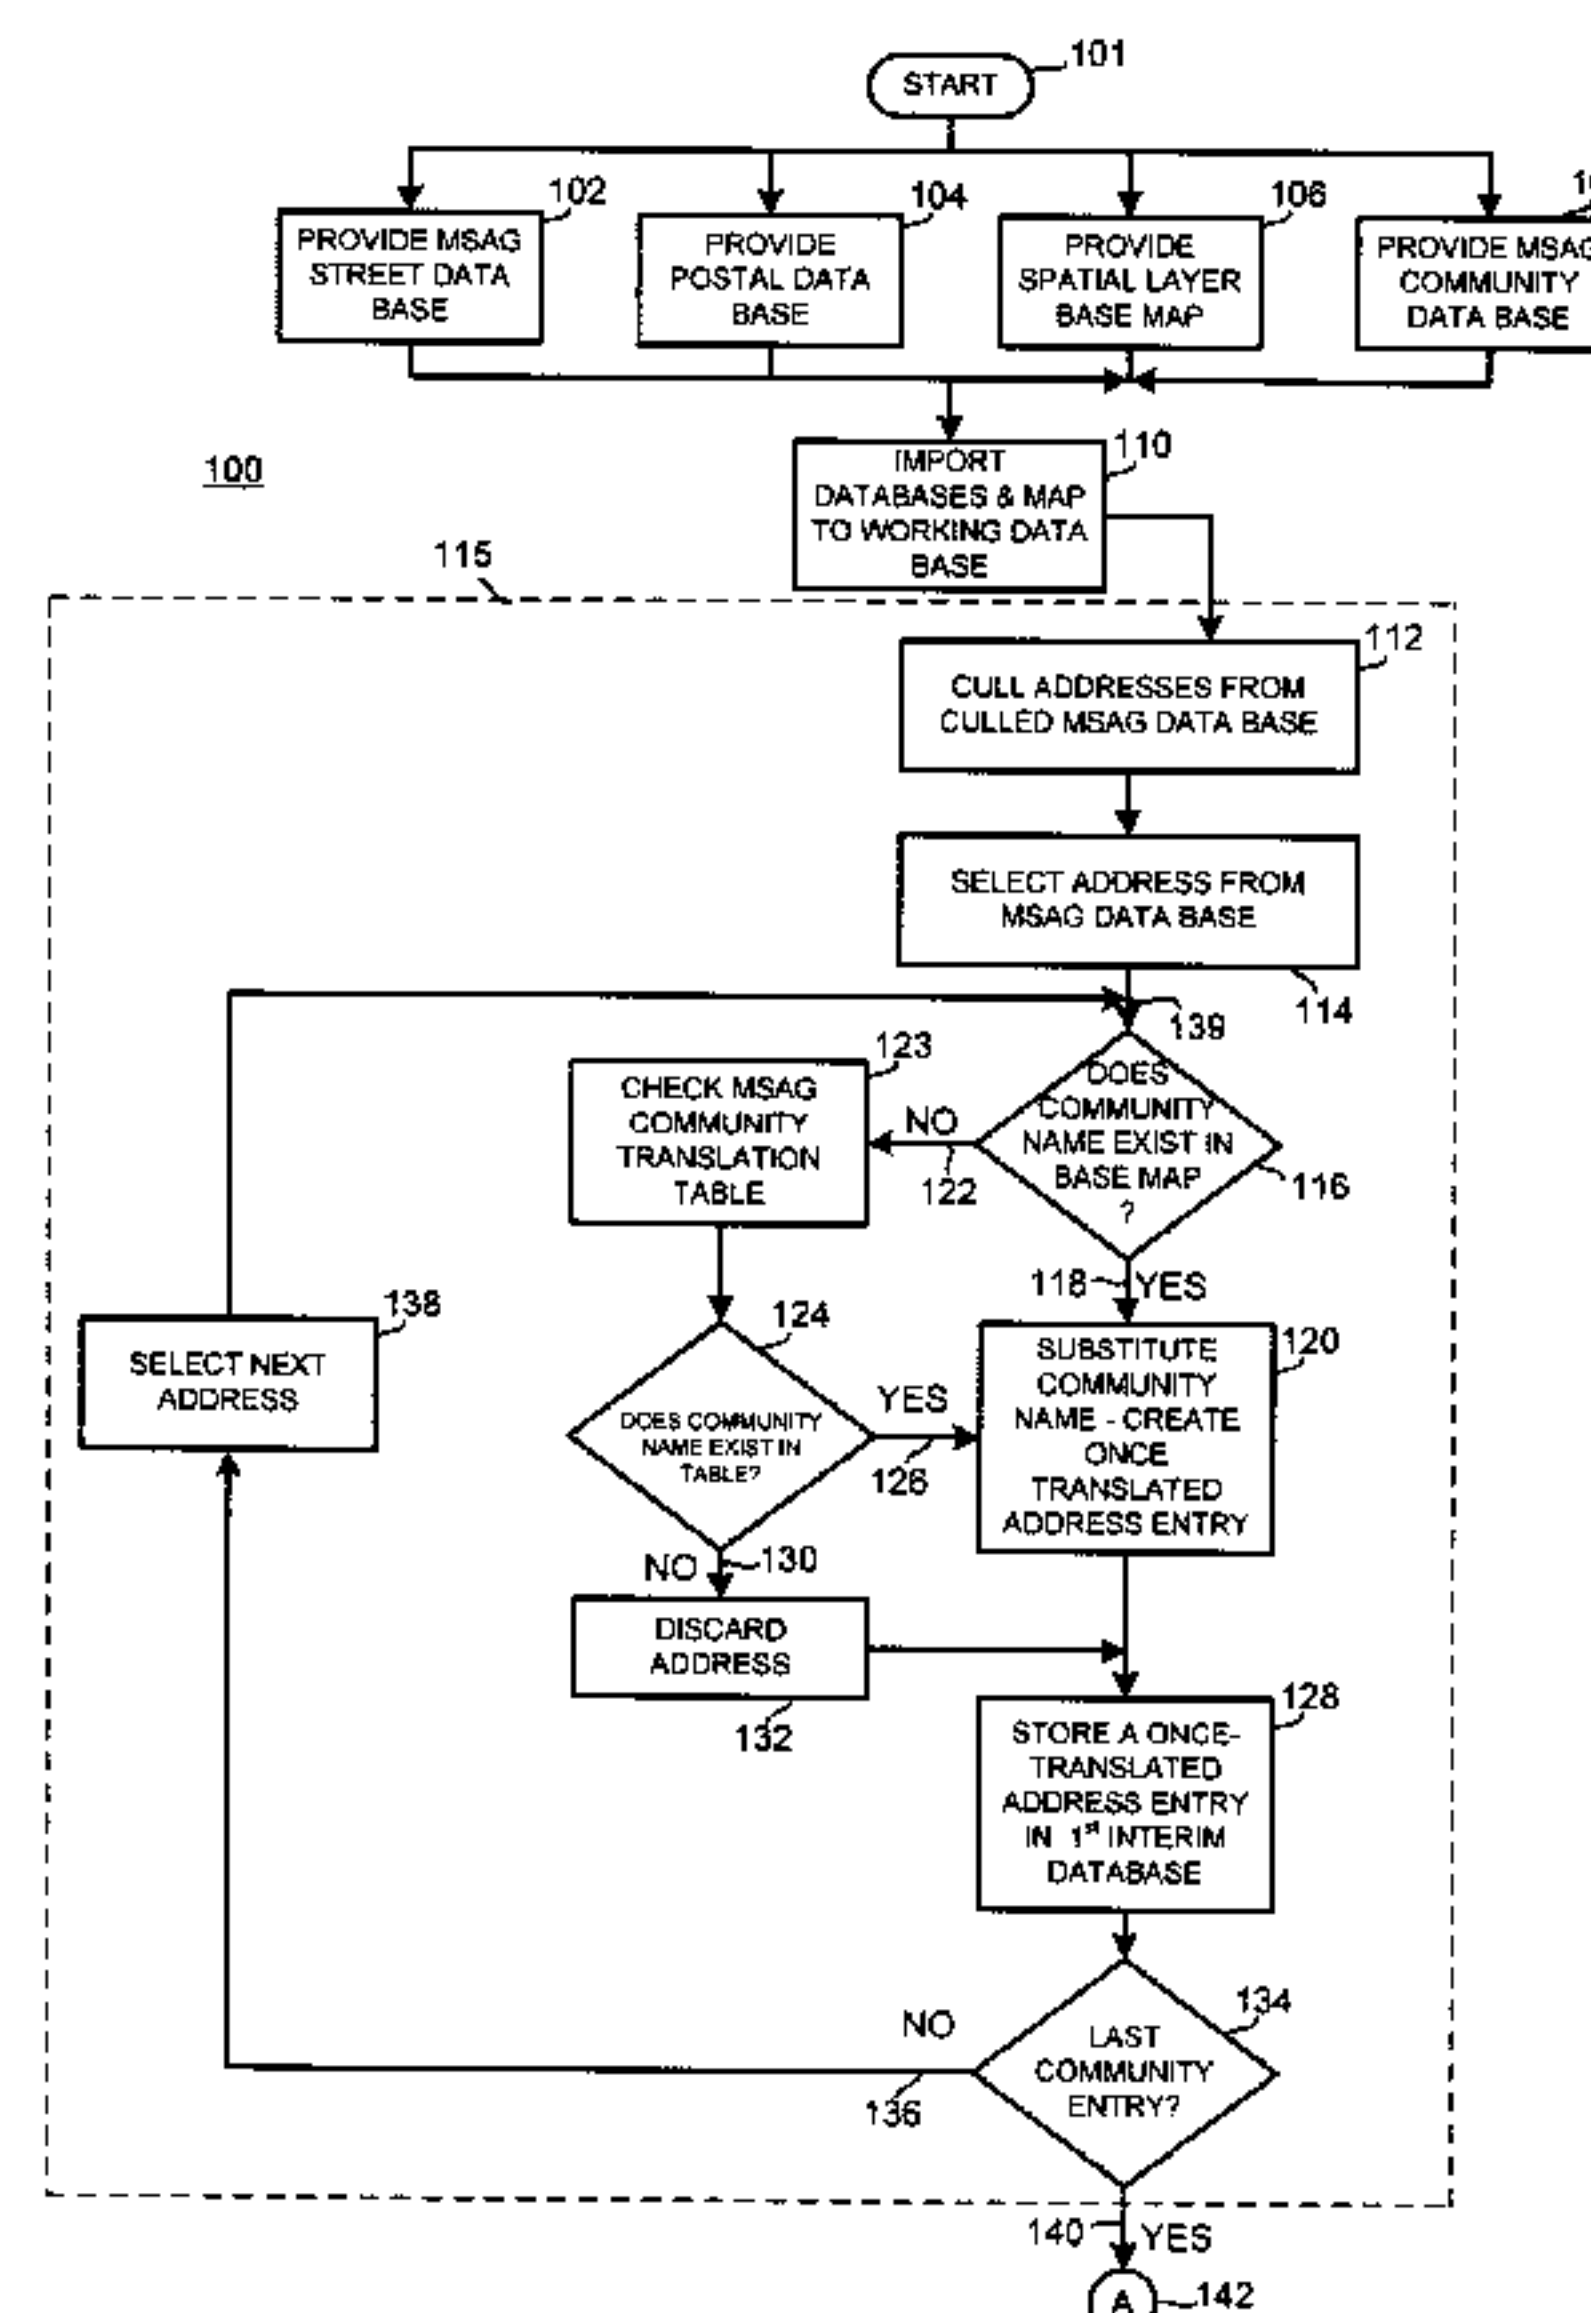 101
START
102
104
106
PROVIDE MSAG
STREET DATA
BASE
PROVIDE
POSTAL DATA
BASE
PROVIDE
SPATIAL LAYER
BASE MAP
PROVIDE MSAG
COMMUNITY
DATA BASE
100
110
IMPORT
DATABASES & MAP
TO WORKING DATA
BASE
115
112
CULL ADDRESSES FROM
CULLED MSAG DATA BASE
SELECT ADDRESS FROM
MSAG DATA BASE
114
139
123
CHECK MSAG
COMMUNITY
TRANSLATION
TABLE
NO
122
DOES
COMMUNITY
NAME EXIST IN
BASE MAP
?
116
118
YES
138
SELECT NEXT
ADDRESS
124
DOES COMMUNITY
NAME EXIST IN
TABLE?
YES
126
120
SUBSTITUTE
COMMUNITY
NAME - CREATE
ONCE
TRANSLATED
ADDRESS ENTRY
NO
130
DISCARD
ADDRESS
132
128
STORE A ONCE-
TRANSLATED
ADDRESS ENTRY
IN 1st INTERIM
DATABASE
134
NO
LAST
COMMUNITY
ENTRY?
136
140
YES
A
142